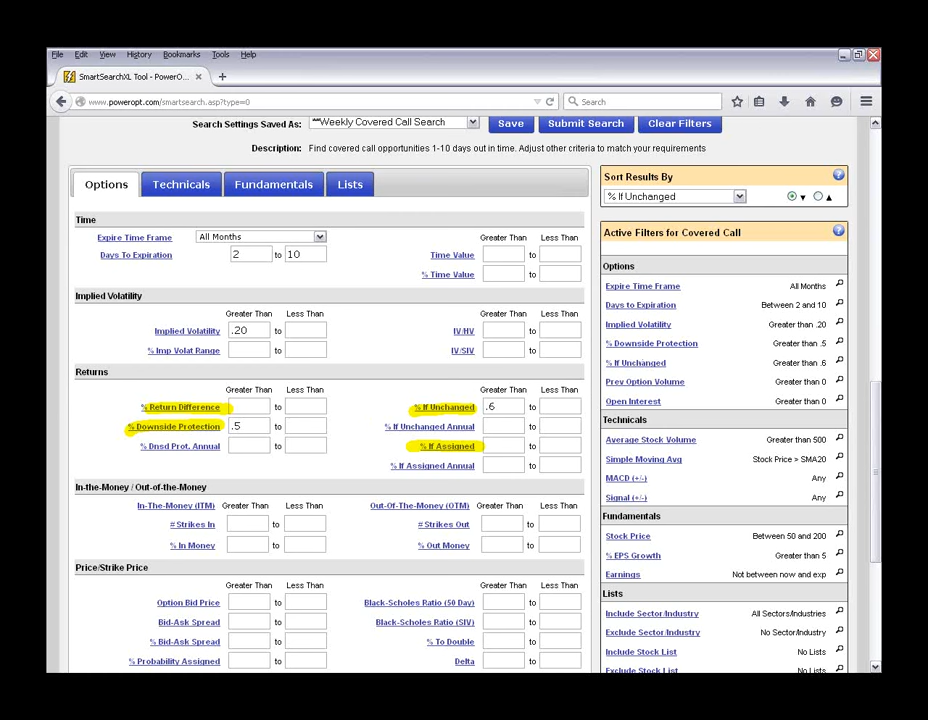 File Edit View History Bookmarks Tools Help
SmartSearchXL Tool - PowerO...
www.poweropt.com/smartsearch.asp?type=0 Search
Search Settings Saved As: **Weekly Covered Call Search Save Submit Search Clear Filters
Description: Find covered call opportunities 1-10 days out in time. Adjust other criteria to match your requirements
Options Technicals Fundamentals Lists
Time
Expire Time Frame All Months Greater Than Less Than
Days To Expiration 2 to 10 Time Value to
% Time Value to
Implied Volatility
Greater Than Less Than Greater Than Less Than
Implied Volatility .20 to IV/HV to
% Imp Volat Range to IV/SIV to
Returns
Greater Than Less Than Greater Than Less Than
% Return Difference to % If Unchanged .6 to
% Downside Protection .5 to % If Unchanged Annual to
% Dnsd Prot. Annual to % If Assigned to
% If Assigned Annual to
In-the-Money / Out-of-the-Money
In-The-Money (ITM) Greater Than Less Than Out-Of-The-Money (OTM) Greater Than Less Than
# Strikes In to # Strikes Out to
% In Money to % Out Money to
Price/Strike Price
Greater Than Less Than Greater Than Less Than
Option Bid Price to Black-Scholes Ratio (50 Day) to
Bid-Ask Spread to Black-Scholes Ratio (SIV) to
% Bid-Ask Spread to % To Double to
% Probability Assigned to Delta to
Sort Results By ?
% If Unchanged
Active Filters for Covered Call ?
Options
Expire Time Frame All Months
Days to Expiration Between 2 and 10
Implied Volatility Greater than .20
% Downside Protection Greater than .5
% If Unchanged Greater than .6
Prev Option Volume Greater than 0
Open Interest Greater than 0
Technicals
Average Stock Volume Greater than 500
Simple Moving Avg Stock Price > SMA20
MACD (+/-) Any
Signal (+/-) Any
Fundamentals
Stock Price Between 50 and 200
% EPS Growth Greater than 5
Earnings Not between now and exp
Lists
Include Sector/Industry All Sectors/Industries
Exclude Sector/Industry No Sector/Industry
Include Stock List No Lists
Exclude Stock List No Lists